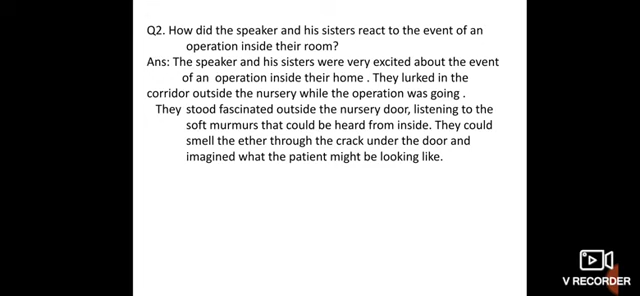 Q2. How did the speaker and his sisters react to the event of an
operation inside their room?
Ans: The speaker and his sisters were very excited about the event
of an operation inside their home . They lurked in the
corridor outside the nursery while the operation was going .
They stood fascinated outside the nursery door, listening to the
soft murmurs that could be heard from inside. They could
smell the ether through the crack under the door and
imagined what the patient might be looking like.
V RECORDER